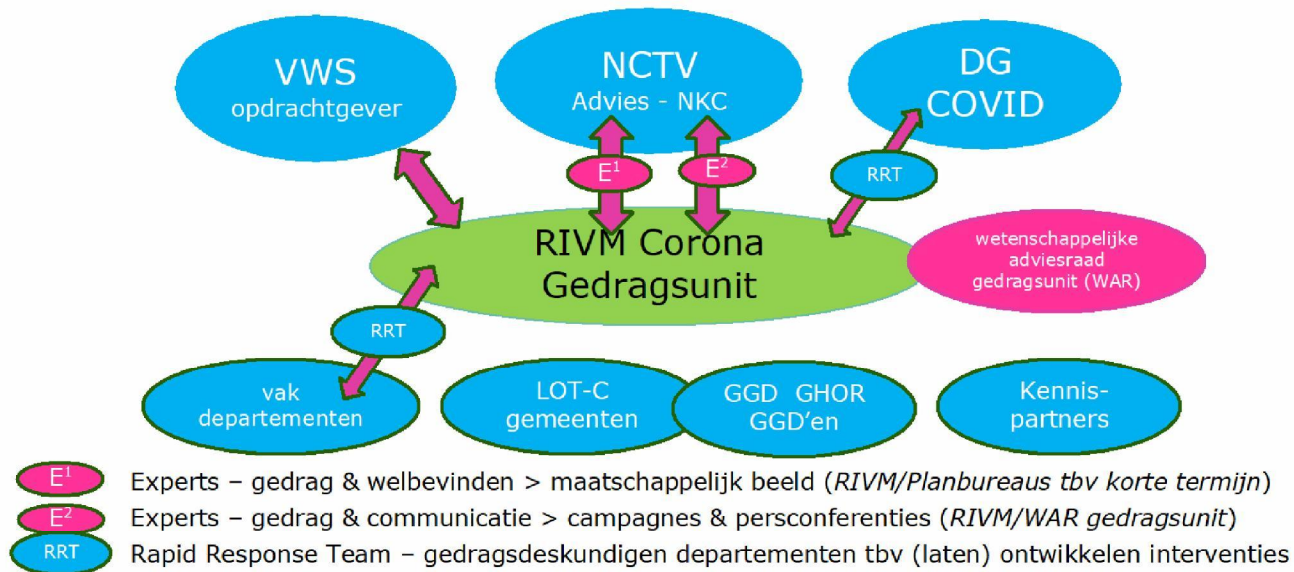 VWS
opdrachtgever
NCTV
Advies - NKC
DG
COVID
E¹
E²
RRT
RIVM Corona
Gedragsunit
wetenschappelijke
adviesraad
gedragsunit (WAR)
RRT
vak
departementen
LOT-C
gemeenten
GGD GHOR
GGD'en
Kennis-
partners
E¹ Experts – gedrag & welbevinden > maatschappelijk beeld (RIVM/Planbureaus tbv korte termijn)
E² Experts – gedrag & communicatie > campagnes & persconferenties (RIVM/WAR gedragsunit)
RRT Rapid Response Team – gedragsdeskundigen departementen tbv (laten) ontwikkelen interventies